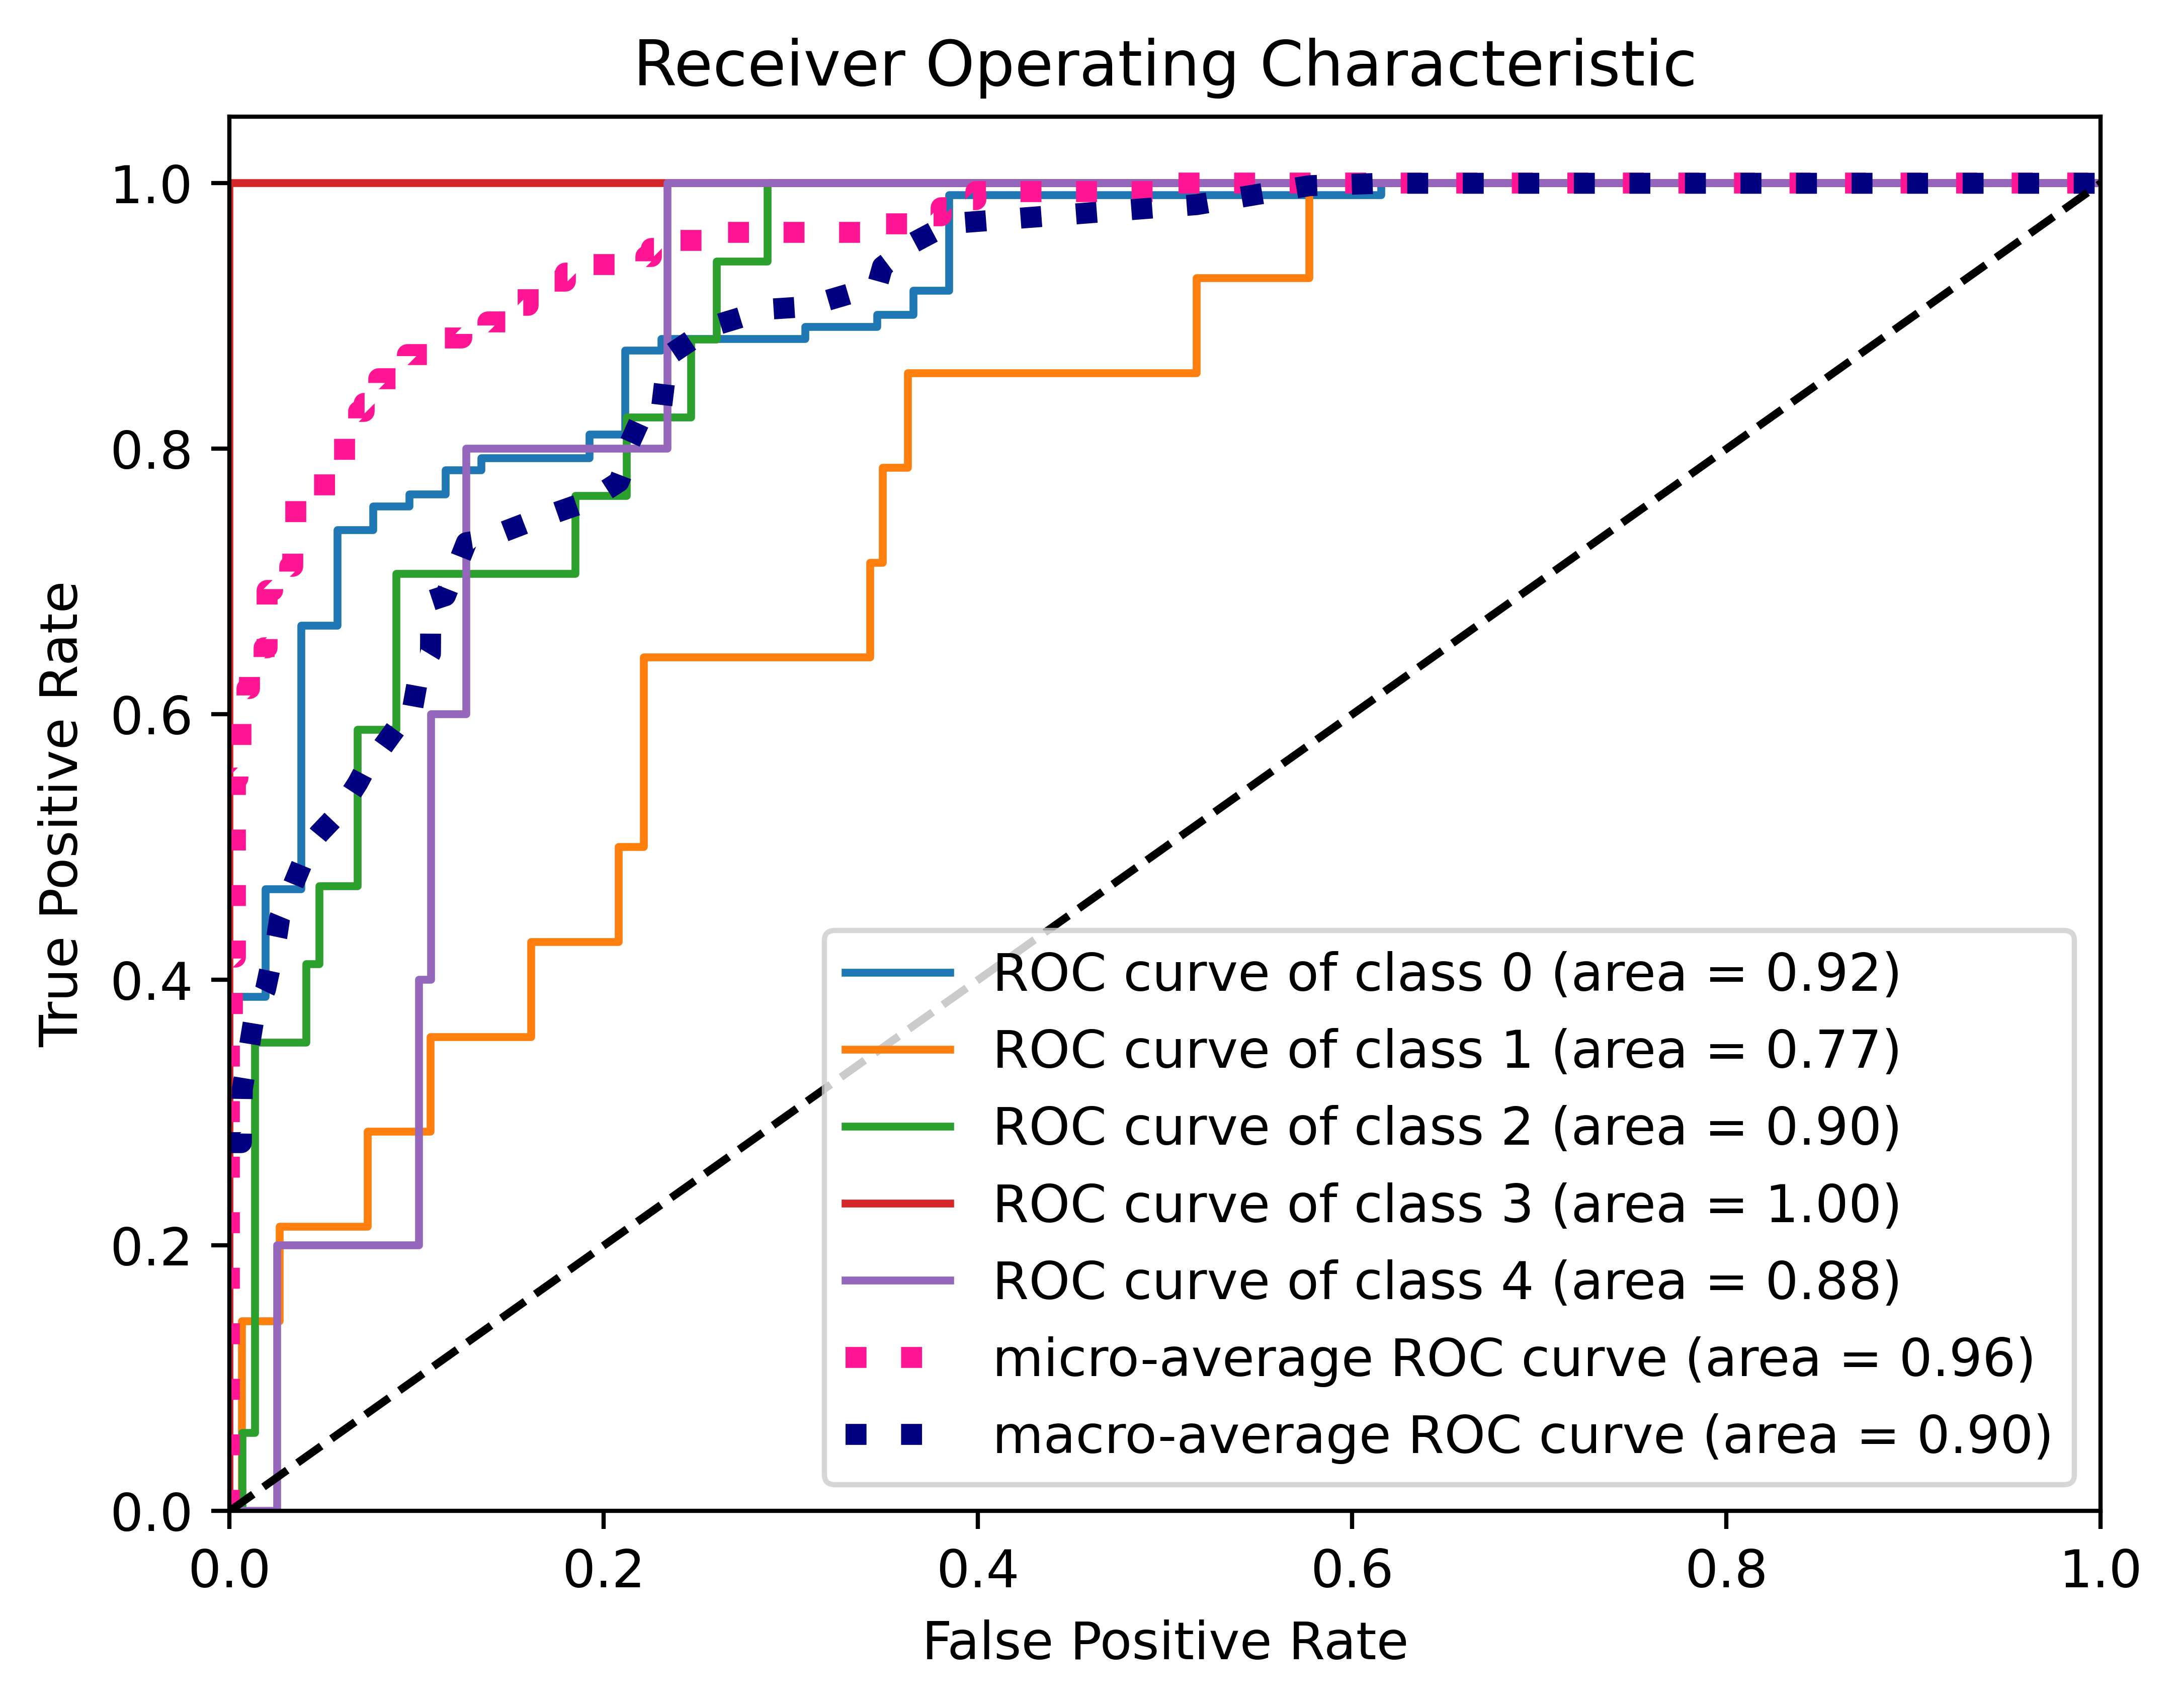 Receiver Operating Characteristic
True Positive Rate
1.0
0.8
0.6
0.4
0.2
0.0
ROC curve of class 0 (area = 0.92)
ROC curve of class 1 (area = 0.77)
ROC curve of class 2 (area = 0.90)
ROC curve of class 3 (area = 1.00)
ROC curve of class 4 (area = 0.88)
micro-average ROC curve (area = 0.96)
macro-average ROC curve (area = 0.90)
0.0 0.2 0.4 0.6 0.8 1.0
False Positive Rate